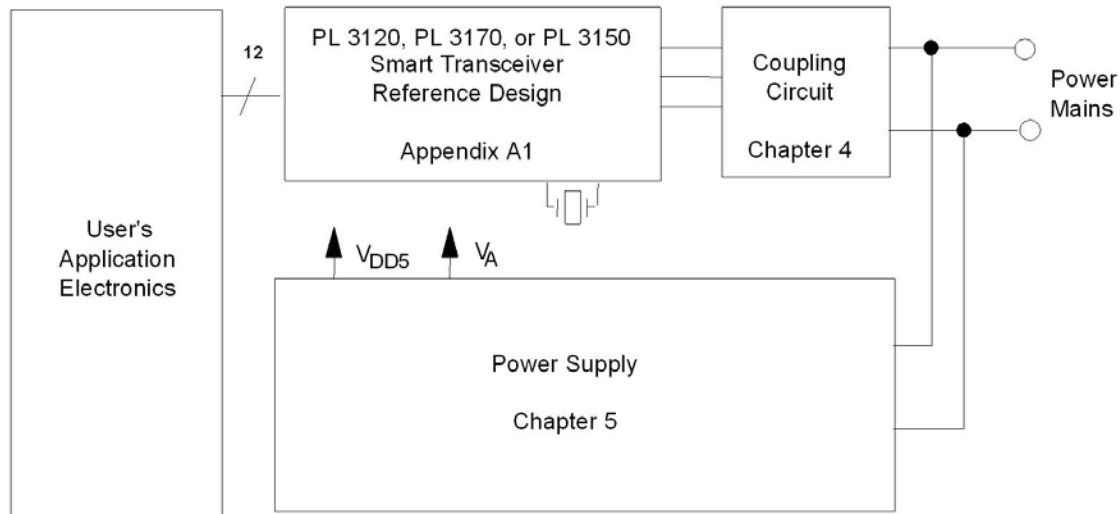 User's
Application
Electronics
12
PL 3120, PL 3170, or PL 3150
Smart Transceiver
Reference Design
Appendix A1
Coupling
Circuit
Chapter 4
Power
Mains
VDD5
VA
Power Supply
Chapter 5